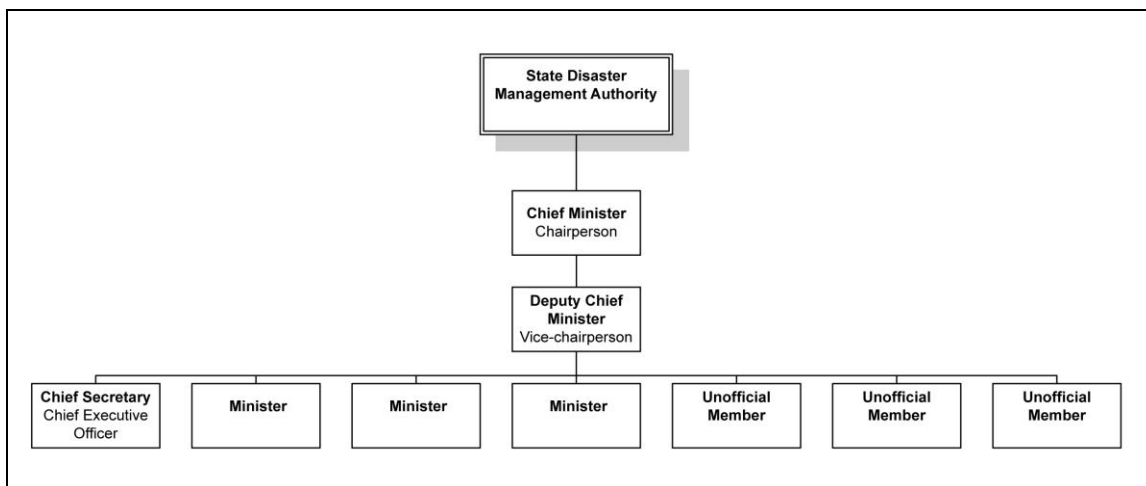 State Disaster
Management Authority
Chief Minister
Chairperson
Deputy Chief
Minister
Vice-chairperson
Chief Secretary
Chief Executive
Officer
Minister
Minister
Minister
Unofficial
Member
Unofficial
Member
Unofficial
Member